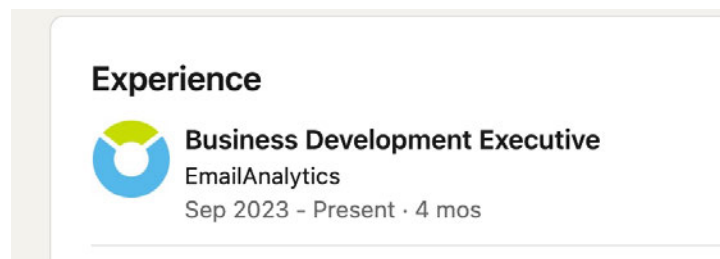 Experience
Business Development Executive
EmailAnalytics
Sep 2023 - Present · 4 mos